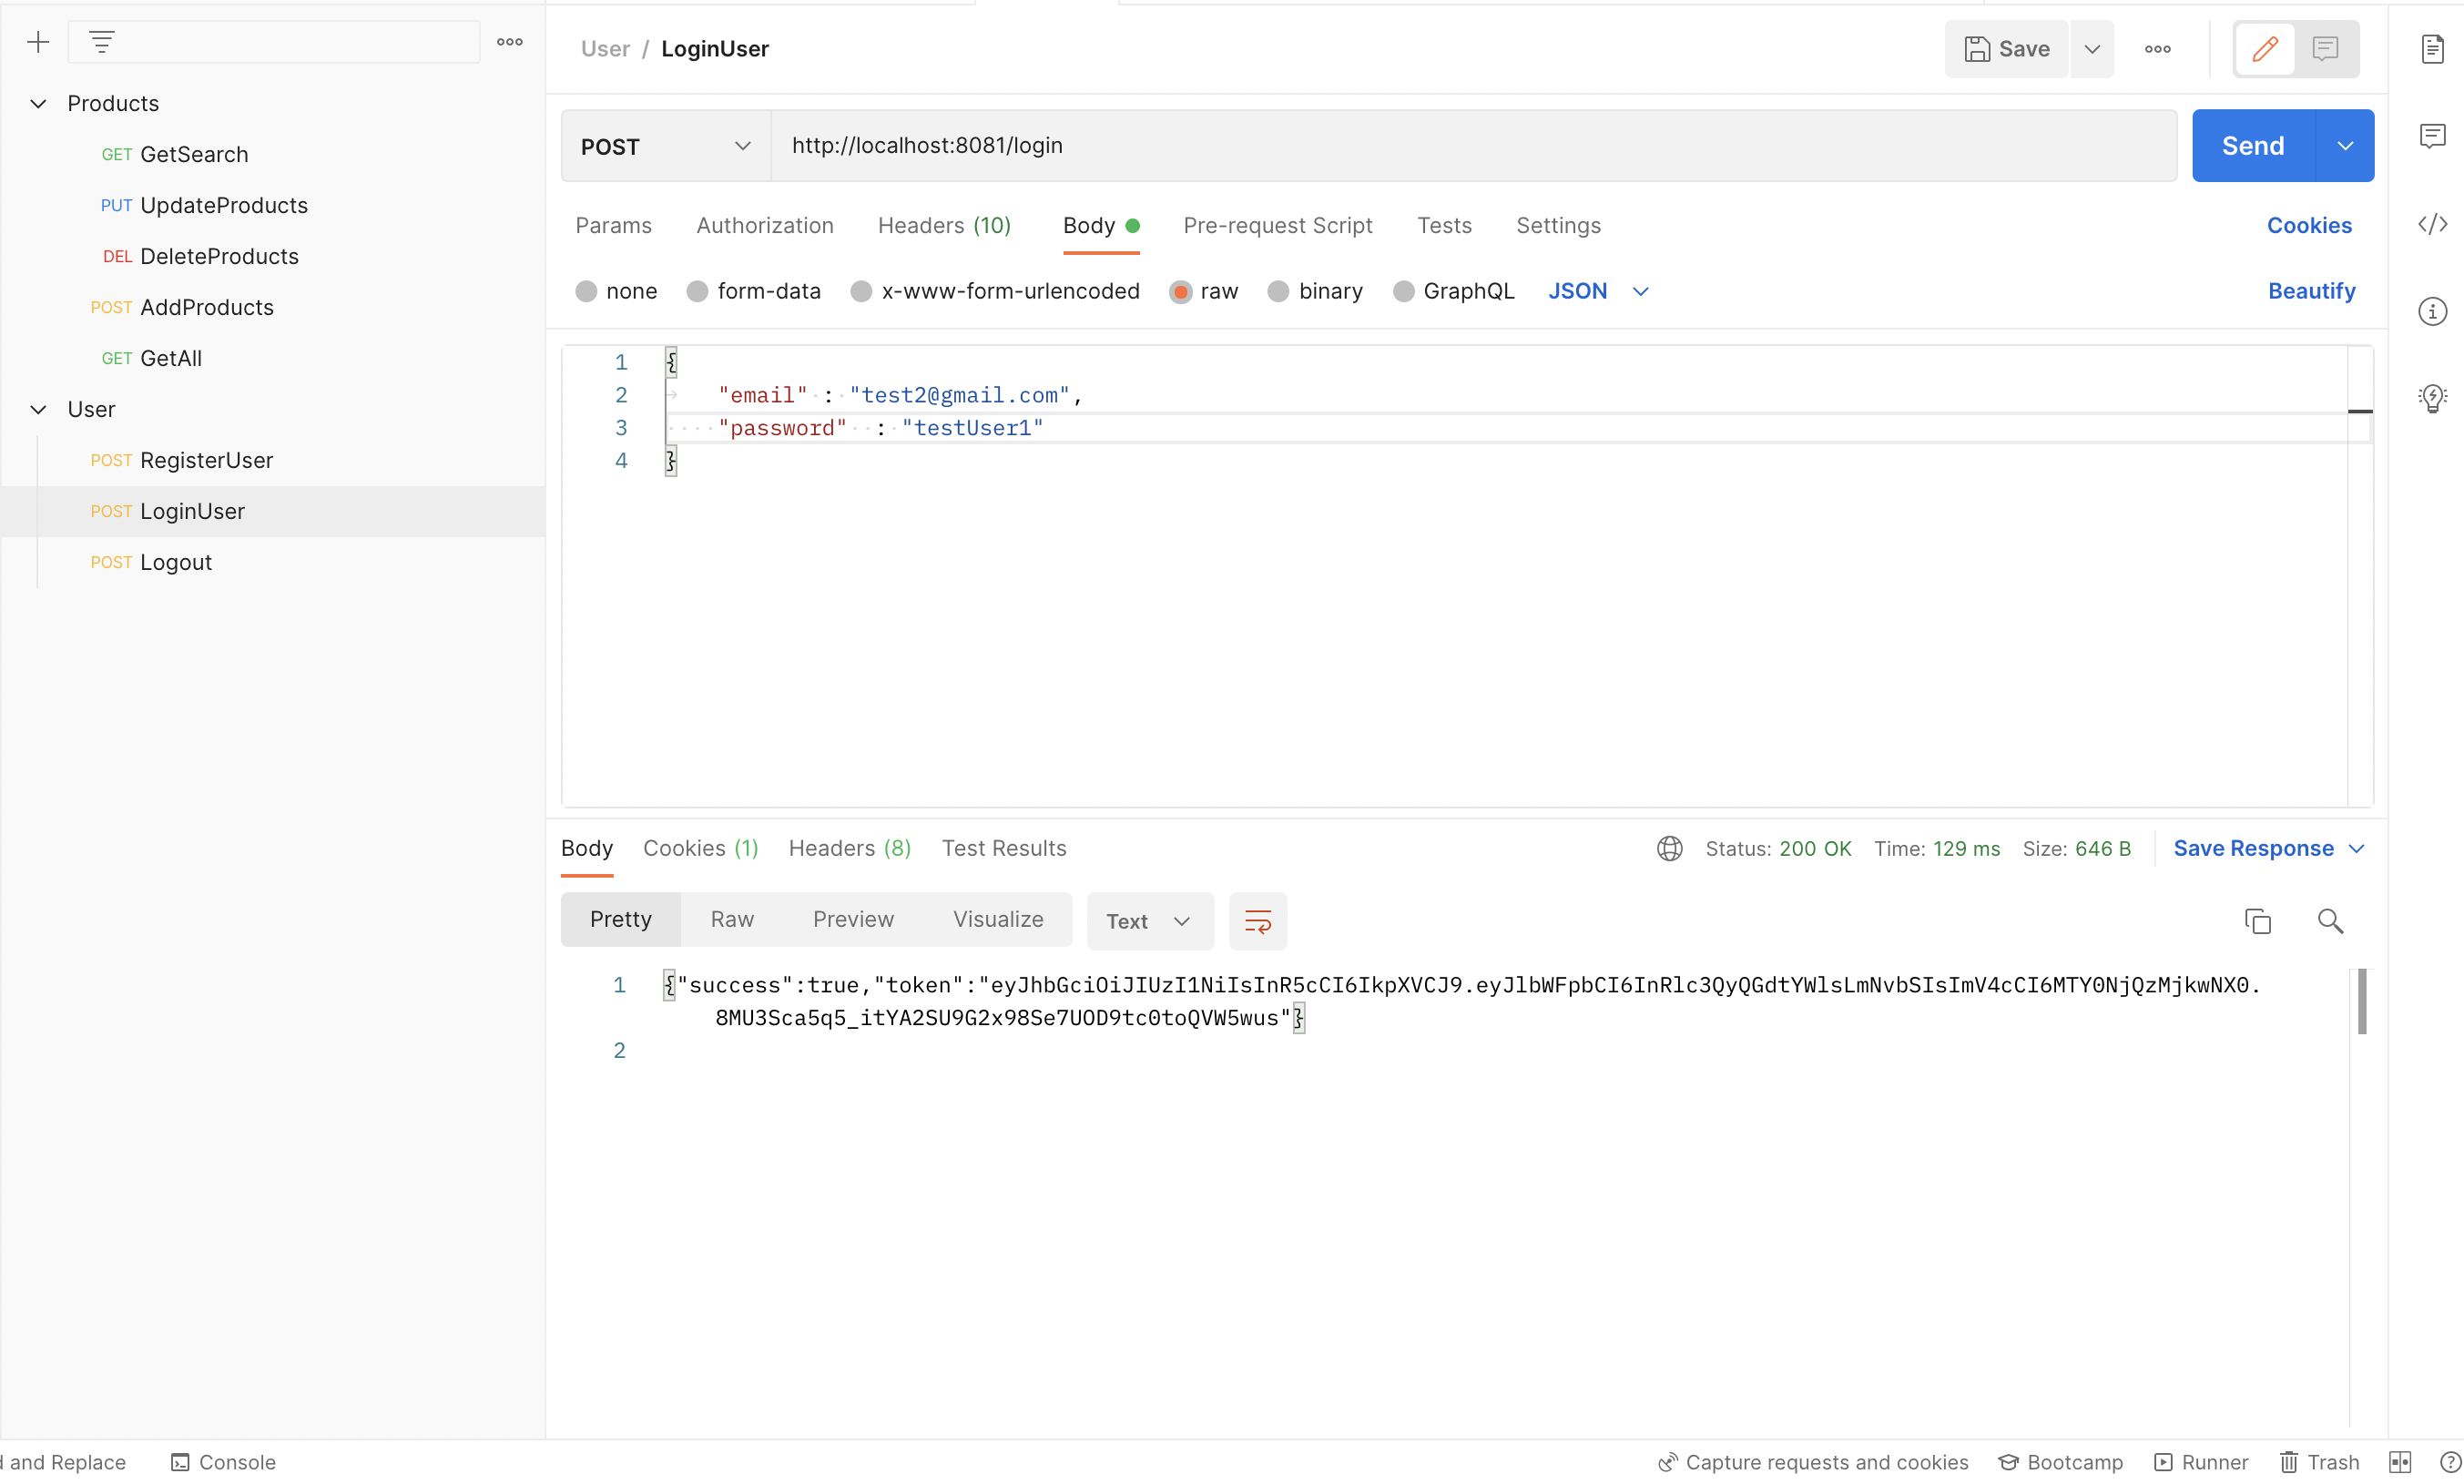 User / LoginUser
Save
Products
GET GetSearch
PUT UpdateProducts
DEL DeleteProducts
POST AddProducts
GET GetAll
User
POST RegisterUser
POST LoginUser
POST Logout
POST
http://localhost:8081/login
Send
Params Authorization Headers (10) Body Pre-request Script Tests Settings Cookies
none form-data x-www-form-urlencoded raw binary GraphQL JSON Beautify
1 {
2 "email" : "test2@gmail.com",
3 "password" : "testUser1"
4 }
Body Cookies (1) Headers (8) Test Results Status: 200 OK Time: 129 ms Size: 646 B Save Response
Pretty Raw Preview Visualize Text
1 {"success":true,"token":"eyJhbGciOiJIUzI1NiIsInR5cCI6IkpXVCJ9.eyJlbWFpbCI6InRlc3QyQGdtYWlsLmNvbSIsImV4cCI6MTY0NjQzMjkwNX0.
8MU3Sca5q5_itYA2SU9G2x98Se7UOD9tc0toQVW5wus"}
2
and Replace Console Capture requests and cookies Bootcamp Runner Trash